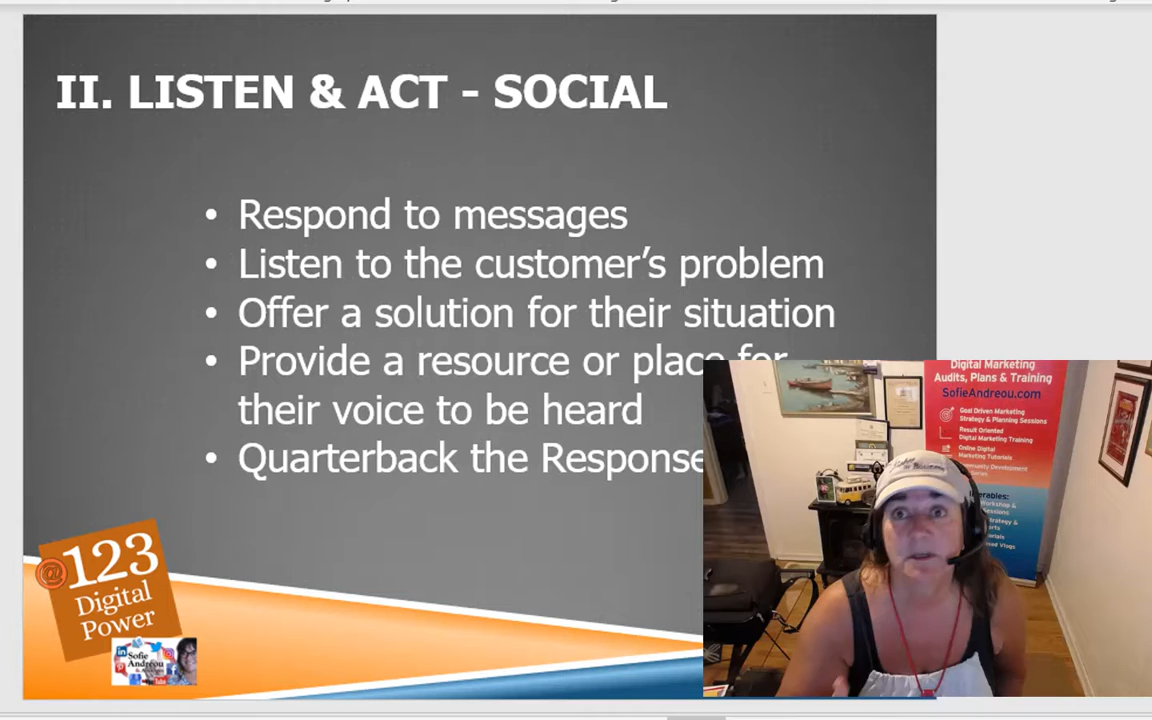 II. LISTEN & ACT - SOCIAL
• Respond to messages
• Listen to the customer’s problem
• Offer a solution for their situation
• Provide a resource or place for
their voice to be heard
• Quarterback the Response
@123
Digital
Power
Sofie
Andreou
Digital Marketing
Audits, Plans & Training
SofieAndreou.com
Goal Driven Marketing
Strategy & Planning Sessions
Result Oriented
Digital Marketing Training
Online Digital
Marketing Tutorials
Community Development